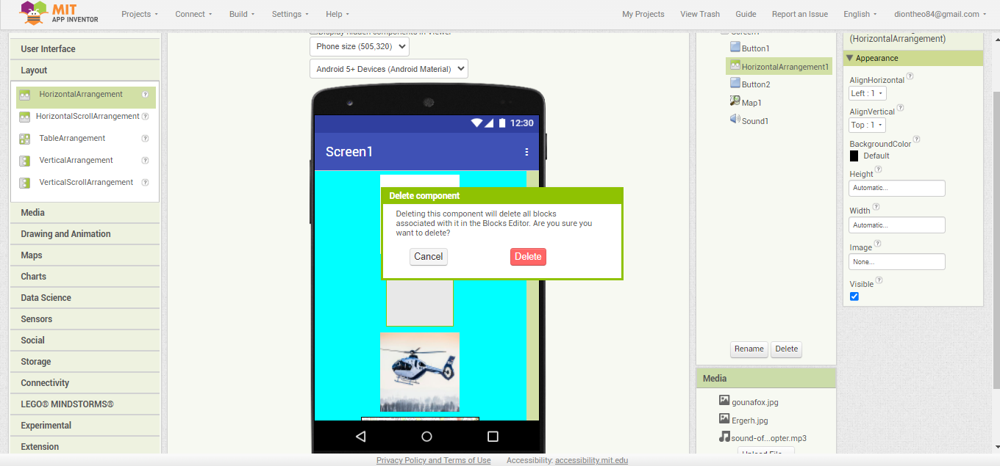 MIT
APP INVENTOR
Projects
Connect
Build
Settings
Help
My Projects
View Trash
Guide
Report an Issue
English
diontheo84@gmail.com
User Interface
Layout
HorizontalArrangement
HorizontalScrollArrangement
TableArrangement
VerticalArrangement
VerticalScrollArrangement
Media
Drawing and Animation
Maps
Charts
Data Science
Sensors
Social
Storage
Connectivity
LEGO® MINDSTORMS®
Experimental
Extension
Display hidden components in Viewer
Phone size (505,320)
Android 5+ Devices (Android Material)
12:30
Screen1
Delete component
Deleting this component will delete all blocks
associated with it in the Blocks Editor. Are you sure you
want to delete?
Cancel
Delete
Screen1
Button1
HorizontalArrangement1
Button2
Map1
Sound1
Rename
Delete
Media
gounafox.jpg
Ergerh.jpg
sound-of...opter.mp3
Upload File
(HorizontalArrangement)
Appearance
AlignHorizontal
Left : 1
AlignVertical
Top : 1
BackgroundColor
Default
Height
Automatic...
Width
Automatic...
Image
None...
Visible
Privacy Policy and Terms of Use
Accessibility: accessibility.mit.edu